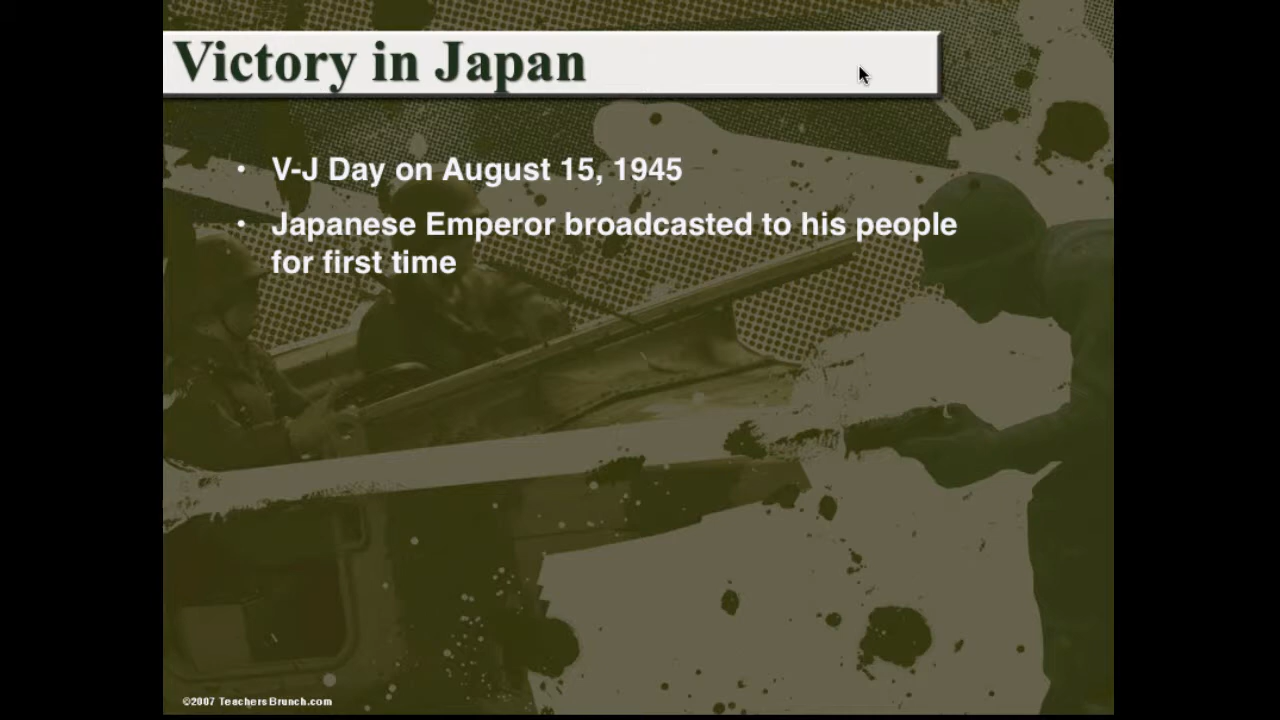 Victory in Japan
• V-J Day on August 15, 1945
• Japanese Emperor broadcasted to his people
for first time
©2007 TeachersBrunch.com